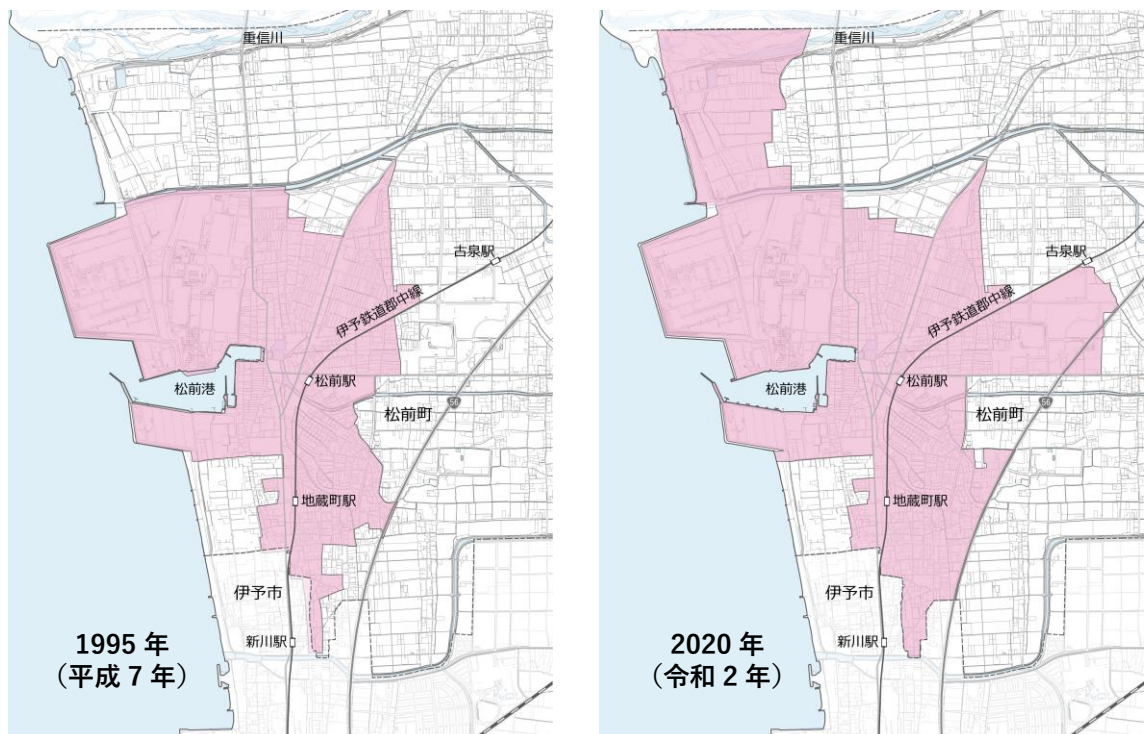 重信川
古泉駅
伊予鉄道郡中線
松前港
松前駅
56
松前町
地蔵町駅
伊予市
新川駅
1995 年
（平成 7 年）
重信川
古泉駅
伊予鉄道郡中線
松前港
松前駅
56
松前町
地蔵町駅
伊予市
新川駅
2020 年
（令和 2 年）